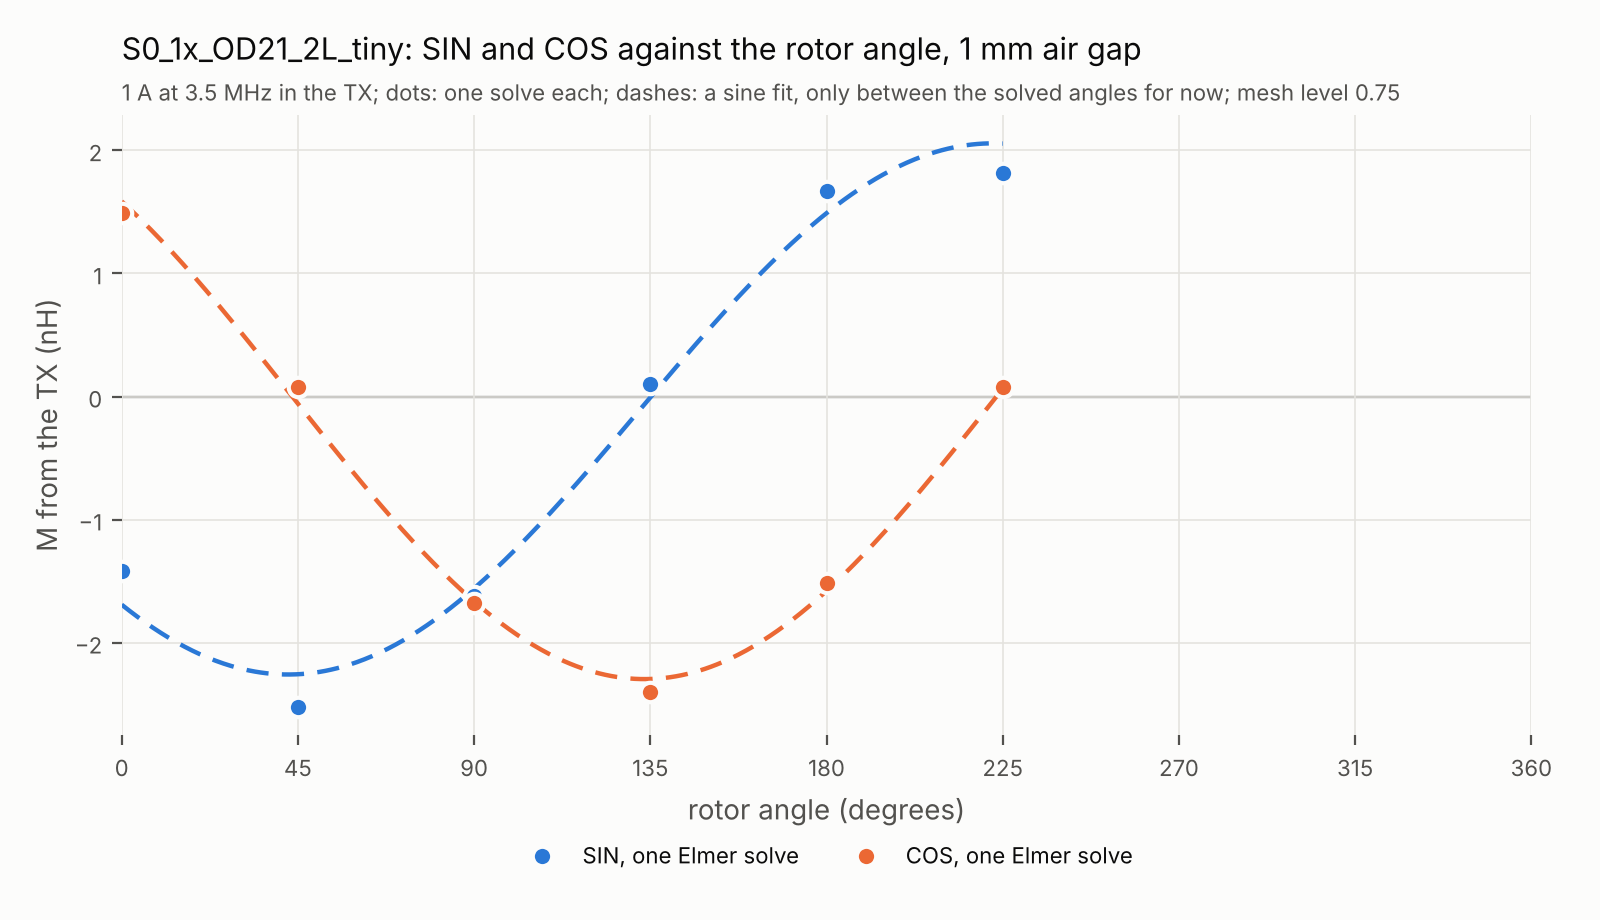 S0_1x_OD21_2L_tiny: SIN and COS against the rotor angle, 1 mm air gap
1 A at 3.5 MHz in the TX; dots: one solve each; dashes: a sine fit, only between the solved angles for now; mesh level 0.75
M from the TX (nH)
2
1
0
−1
−2
0 45 90 135 180 225 270 315 360
rotor angle (degrees)
SIN, one Elmer solve COS, one Elmer solve